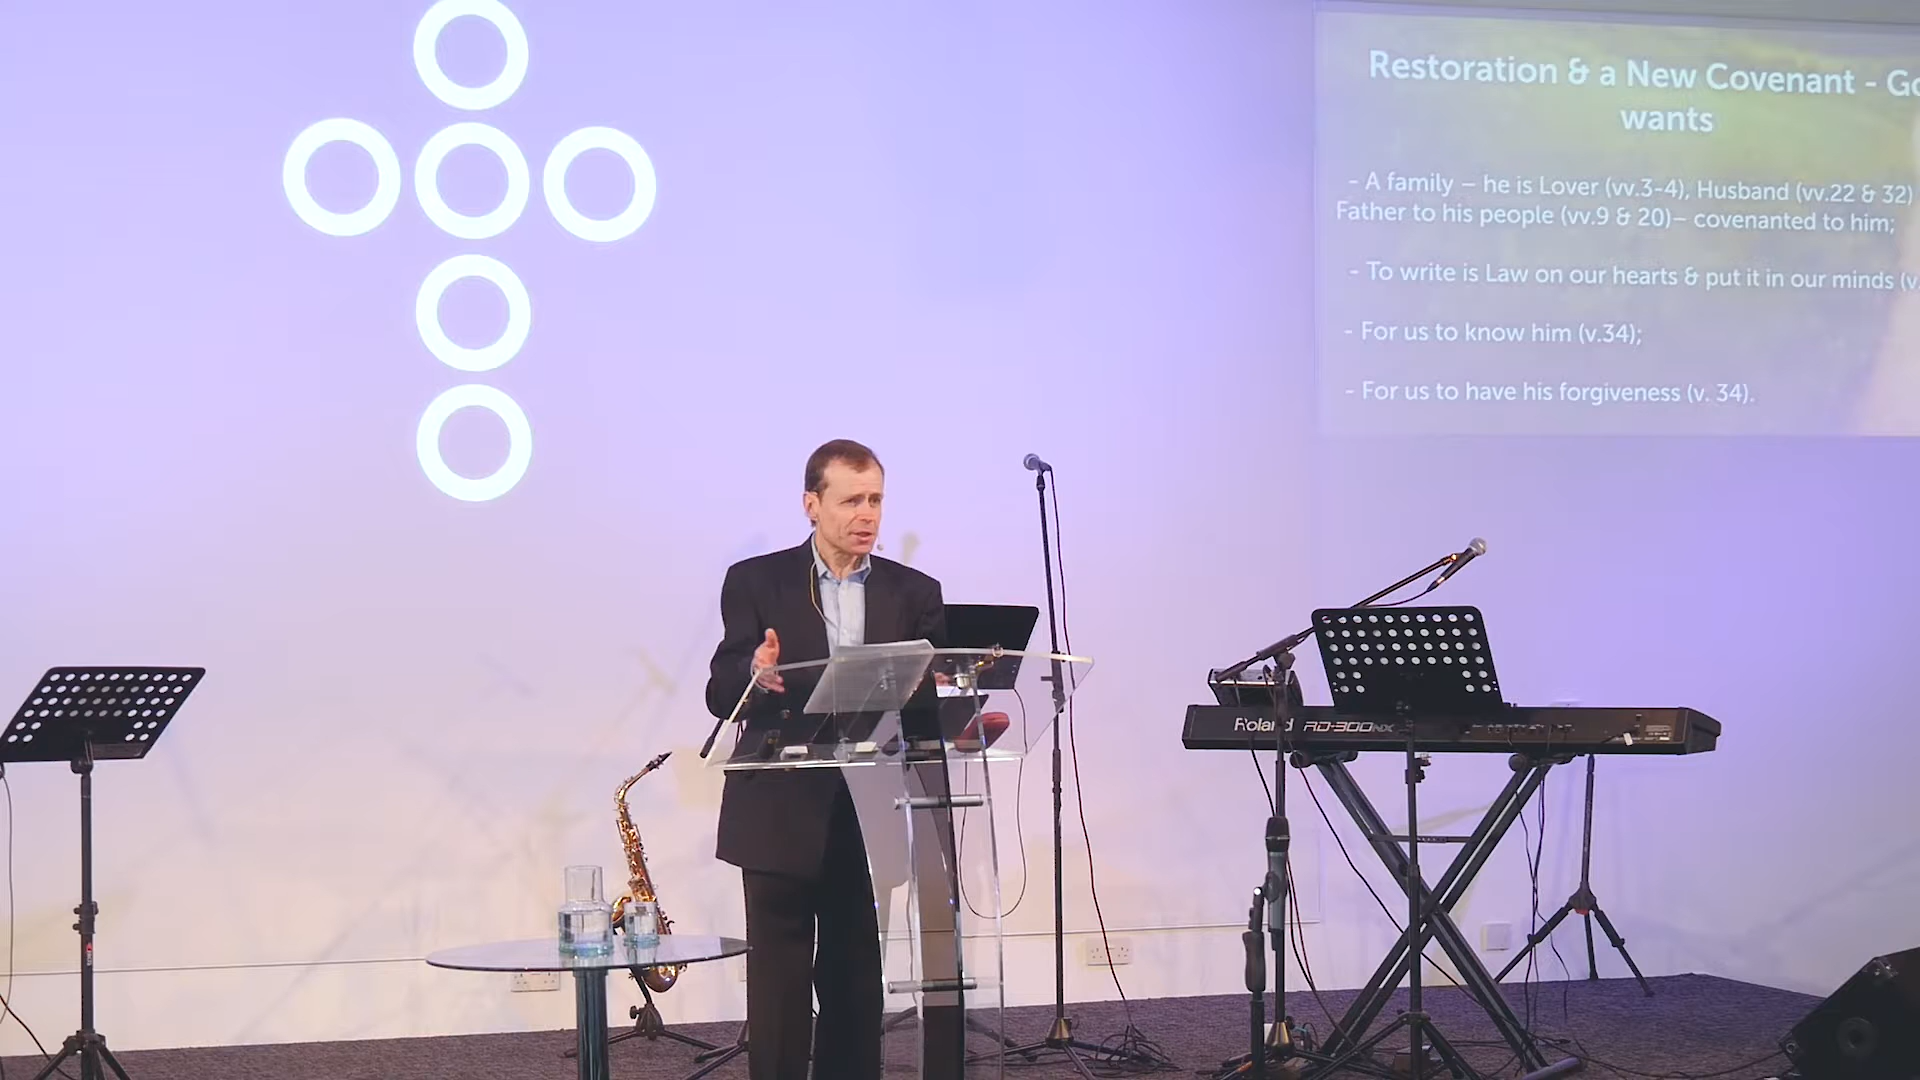 Restoration & a New Covenant - Go
wants
- A family – he is Lover (vv.3-4), Husband (vv.22 & 32)
Father to his people (vv.9 & 20)– covenanted to him;
- To write is Law on our hearts & put it in our minds (v.
- For us to know him (v.34);
- For us to have his forgiveness (v. 34).
Roland RD-300NX